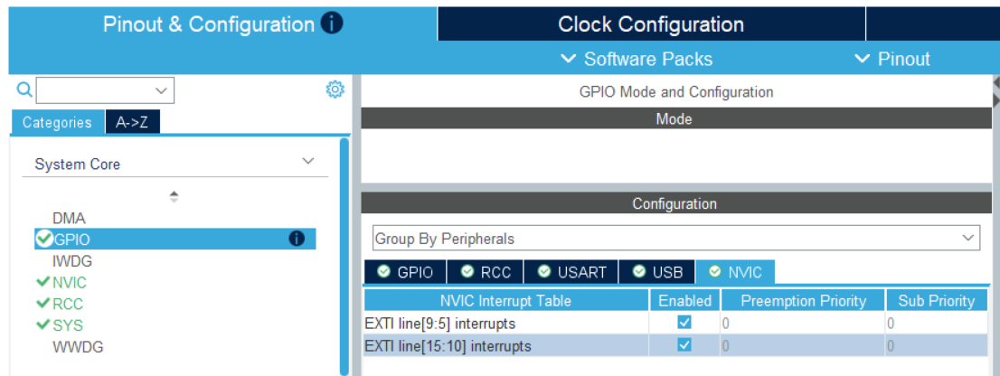 Pinout & Configuration
Clock Configuration
Software Packs
Pinout
Categories
A->Z
System Core
DMA
GPIO
IWDG
NVIC
RCC
SYS
WWDG
GPIO Mode and Configuration
Mode
Configuration
Group By Peripherals
GPIO RCC USART USB NVIC
NVIC Interrupt Table Enabled Preemption Priority Sub Priority
EXTI line[9:5] interrupts 0 0
EXTI line[15:10] interrupts 0 0